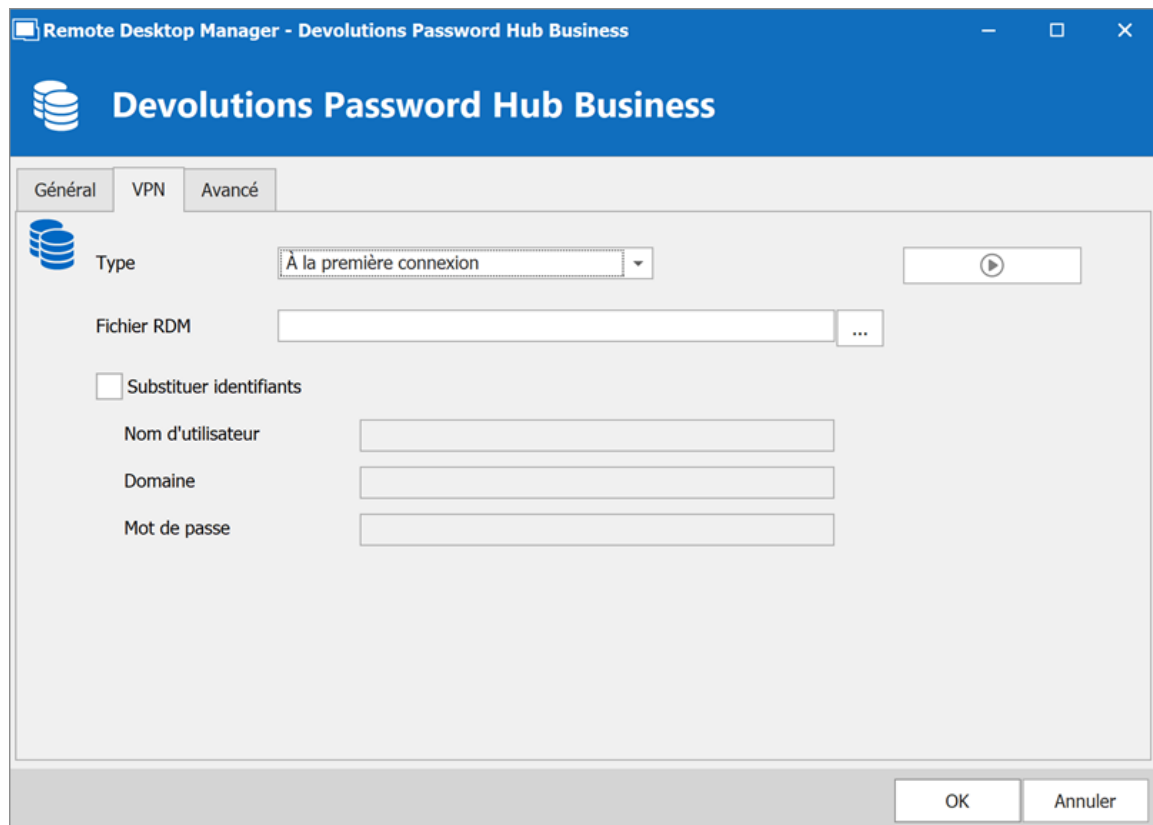 Remote Desktop Manager - Devolutions Password Hub Business
Devolutions Password Hub Business
Général VPN Avancé
Type À la première connexion
Fichier RDM ...
Substituer identifiants
Nom d'utilisateur
Domaine
Mot de passe
OK Annuler